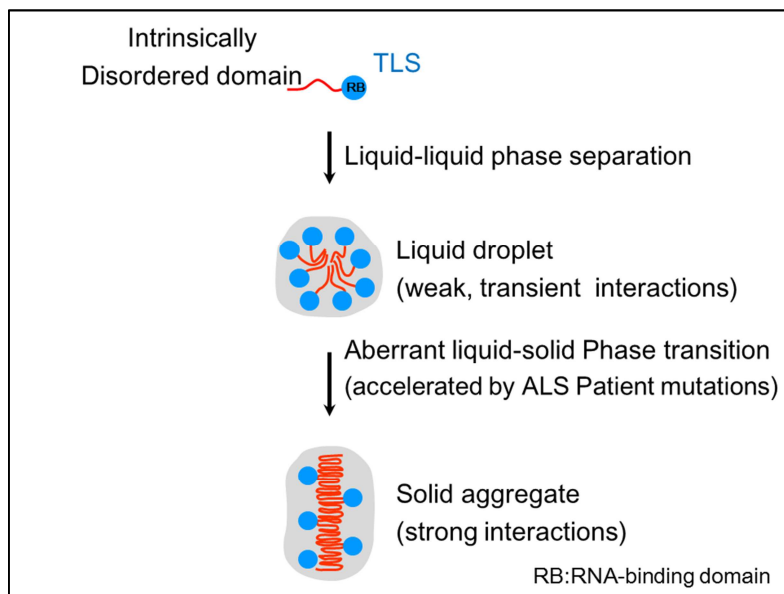 Intrinsically
Disordered domain
TLS
RB
Liquid-liquid phase separation
Liquid droplet
(weak, transient interactions)
Aberrant liquid-solid Phase transition
(accelerated by ALS Patient mutations)
Solid aggregate
(strong interactions)
RB:RNA-binding domain